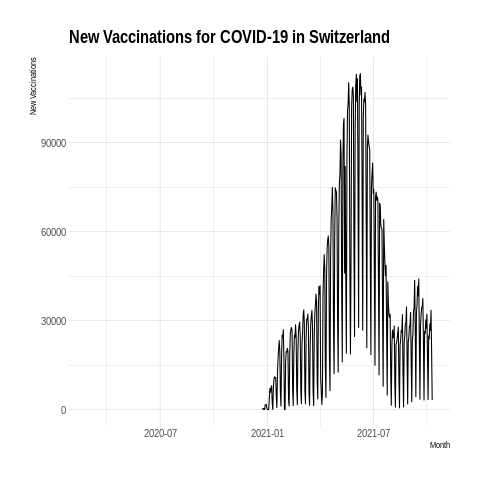 New Vaccinations for COVID-19 in Switzerland
New Vaccinations
90000
60000
30000
0
2020-07 2021-01 2021-07
Month